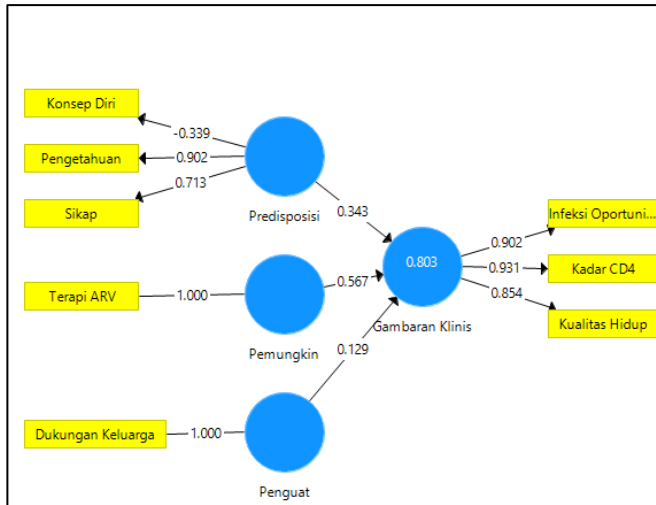 Konsep Diri
-0.339
Pengetahuan
0.902
0.713
Sikap
Predisposisi
0.343
Infeksi Oportuni...
0.902
0.803
0.931
Kadar CD4
0.854
Kualitas Hidup
Terapi ARV
1.000
0.567
Gambaran Klinis
Pemungkin
0.129
Dukungan Keluarga
1.000
Penguat